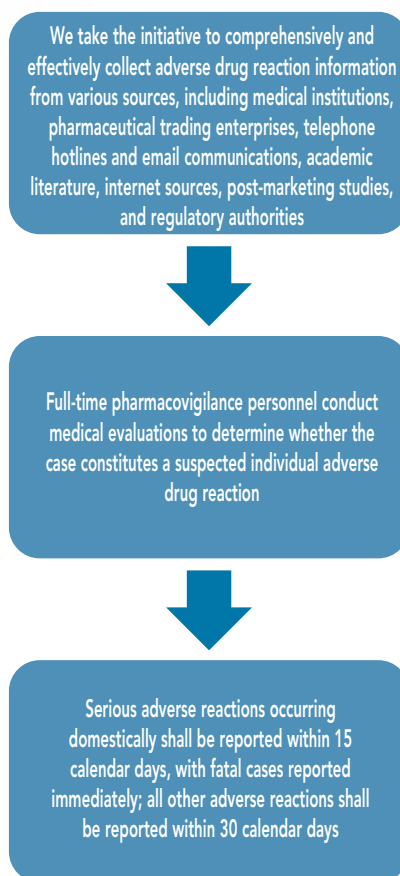 We take the initiative to comprehensively and
effectively collect adverse drug reaction information
from various sources, including medical institutions,
pharmaceutical trading enterprises, telephone
hotlines and email communications, academic
literature, internet sources, post-marketing studies,
and regulatory authorities
Full-time pharmacovigilance personnel conduct
medical evaluations to determine whether the
case constitutes a suspected individual adverse
drug reaction
Serious adverse reactions occurring
domestically shall be reported within 15
calendar days, with fatal cases reported
immediately; all other adverse reactions shall
be reported within 30 calendar days